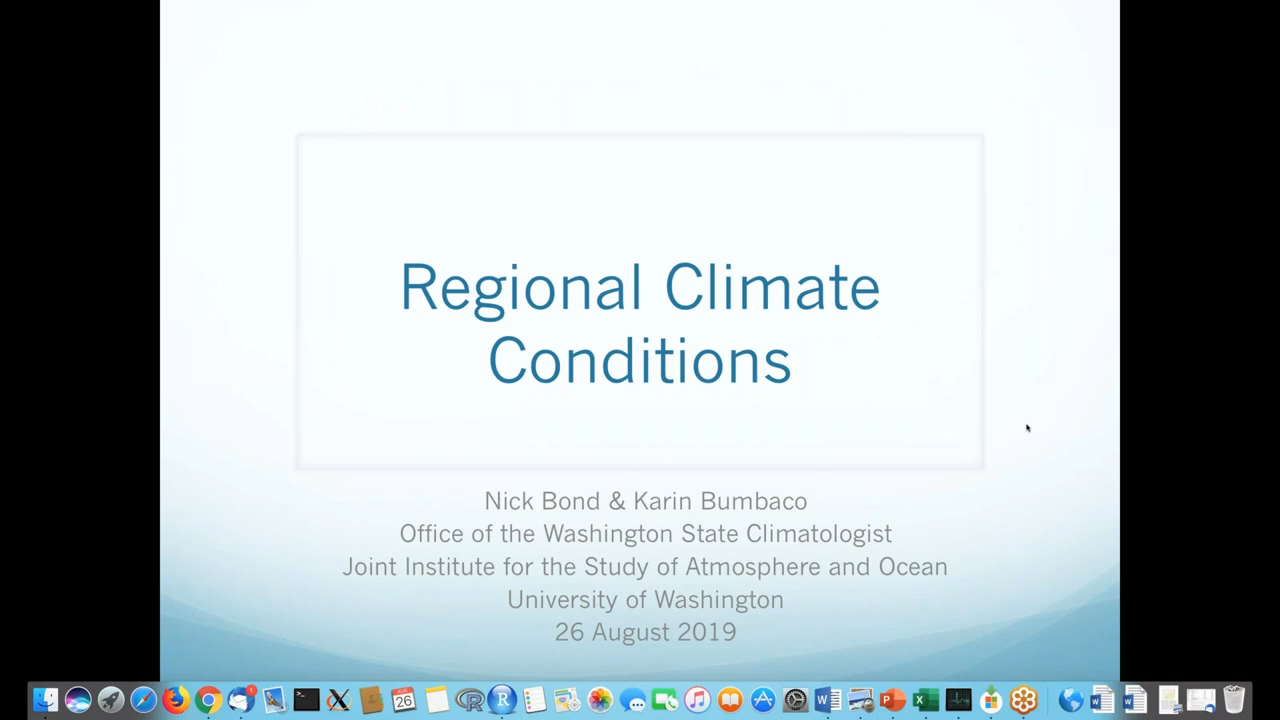 Regional Climate
Conditions
Nick Bond & Karin Bumbaco
Office of the Washington State Climatologist
Joint Institute for the Study of Atmosphere and Ocean
University of Washington
26 August 2019
26